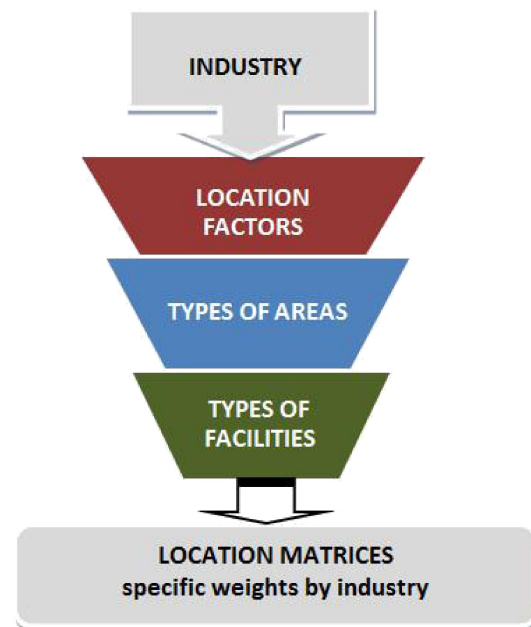 INDUSTRY
LOCATION
FACTORS
TYPES OF AREAS
TYPES OF
FACILITIES
LOCATION MATRICES
specific weights by industry